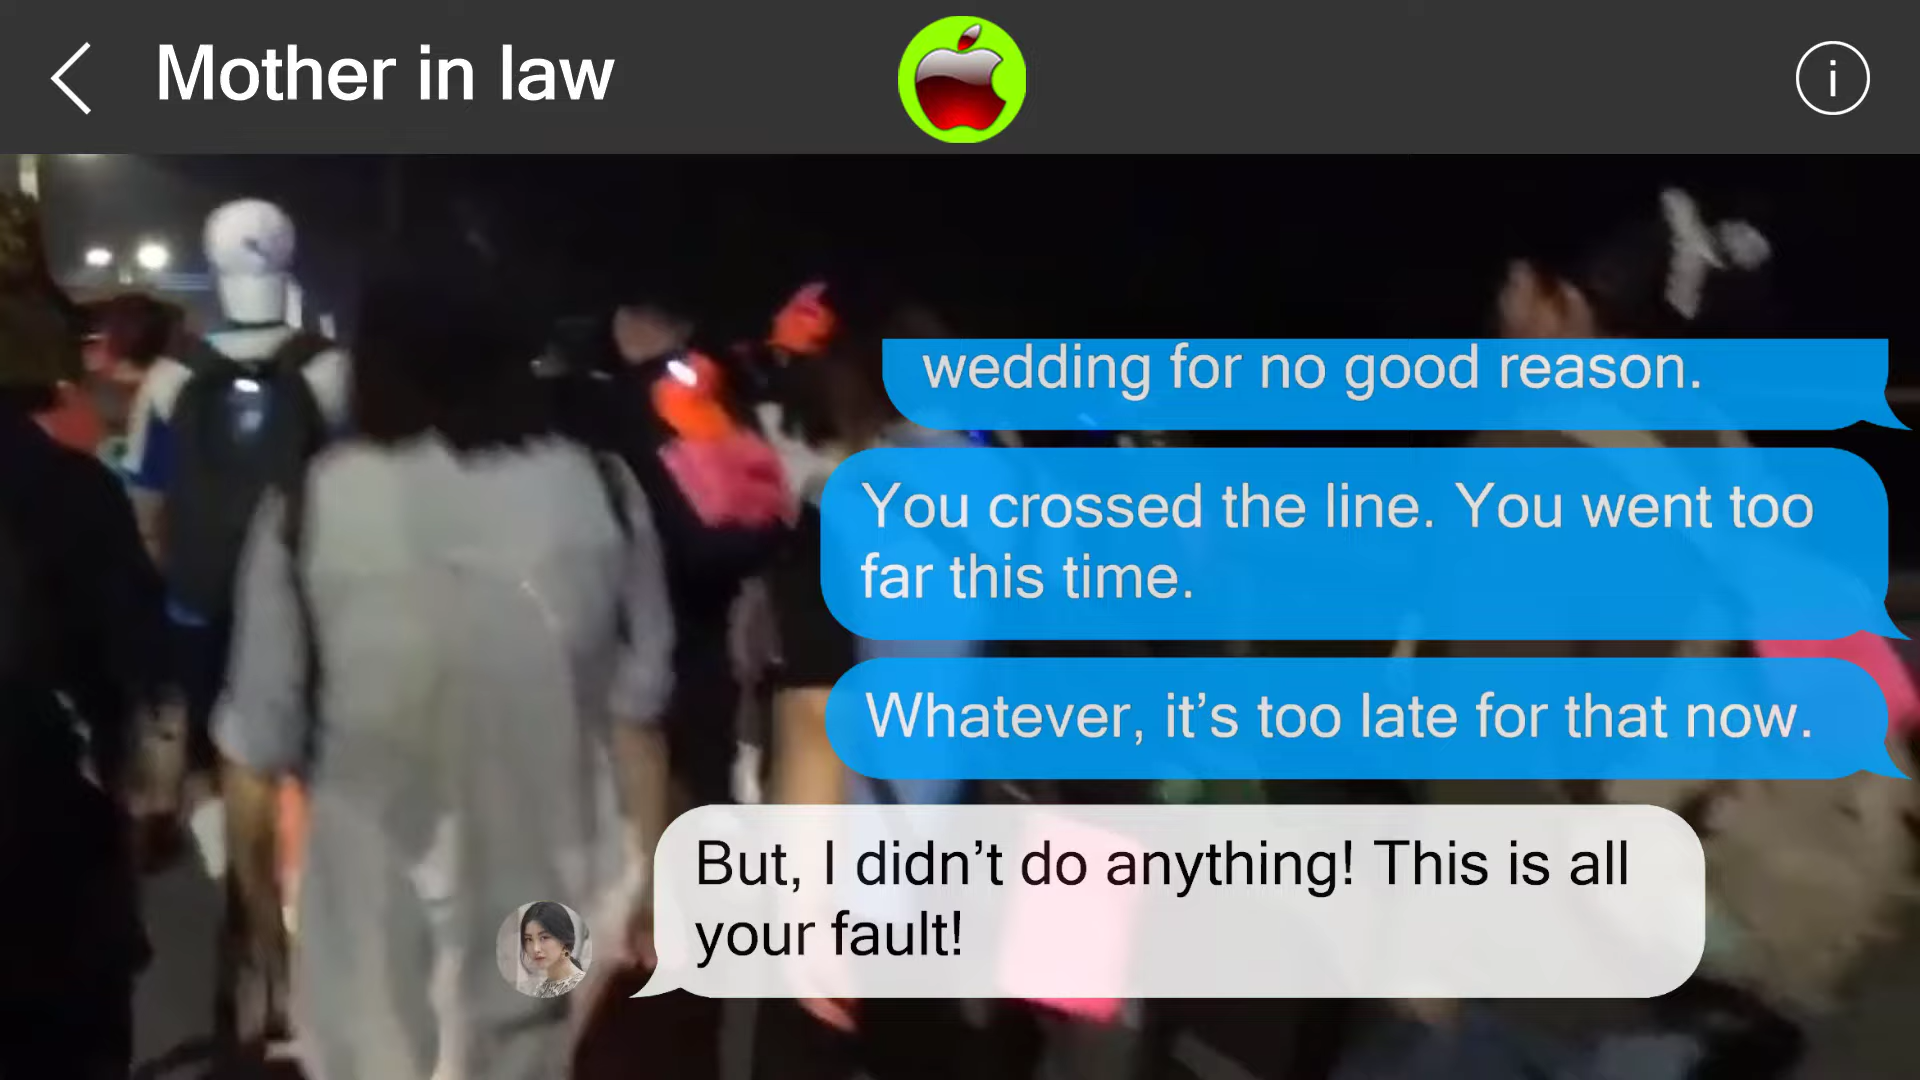 Mother in law
wedding for no good reason.
You crossed the line. You went too
far this time.
Whatever, it’s too late for that now.
But, I didn’t do anything! This is all
your fault!